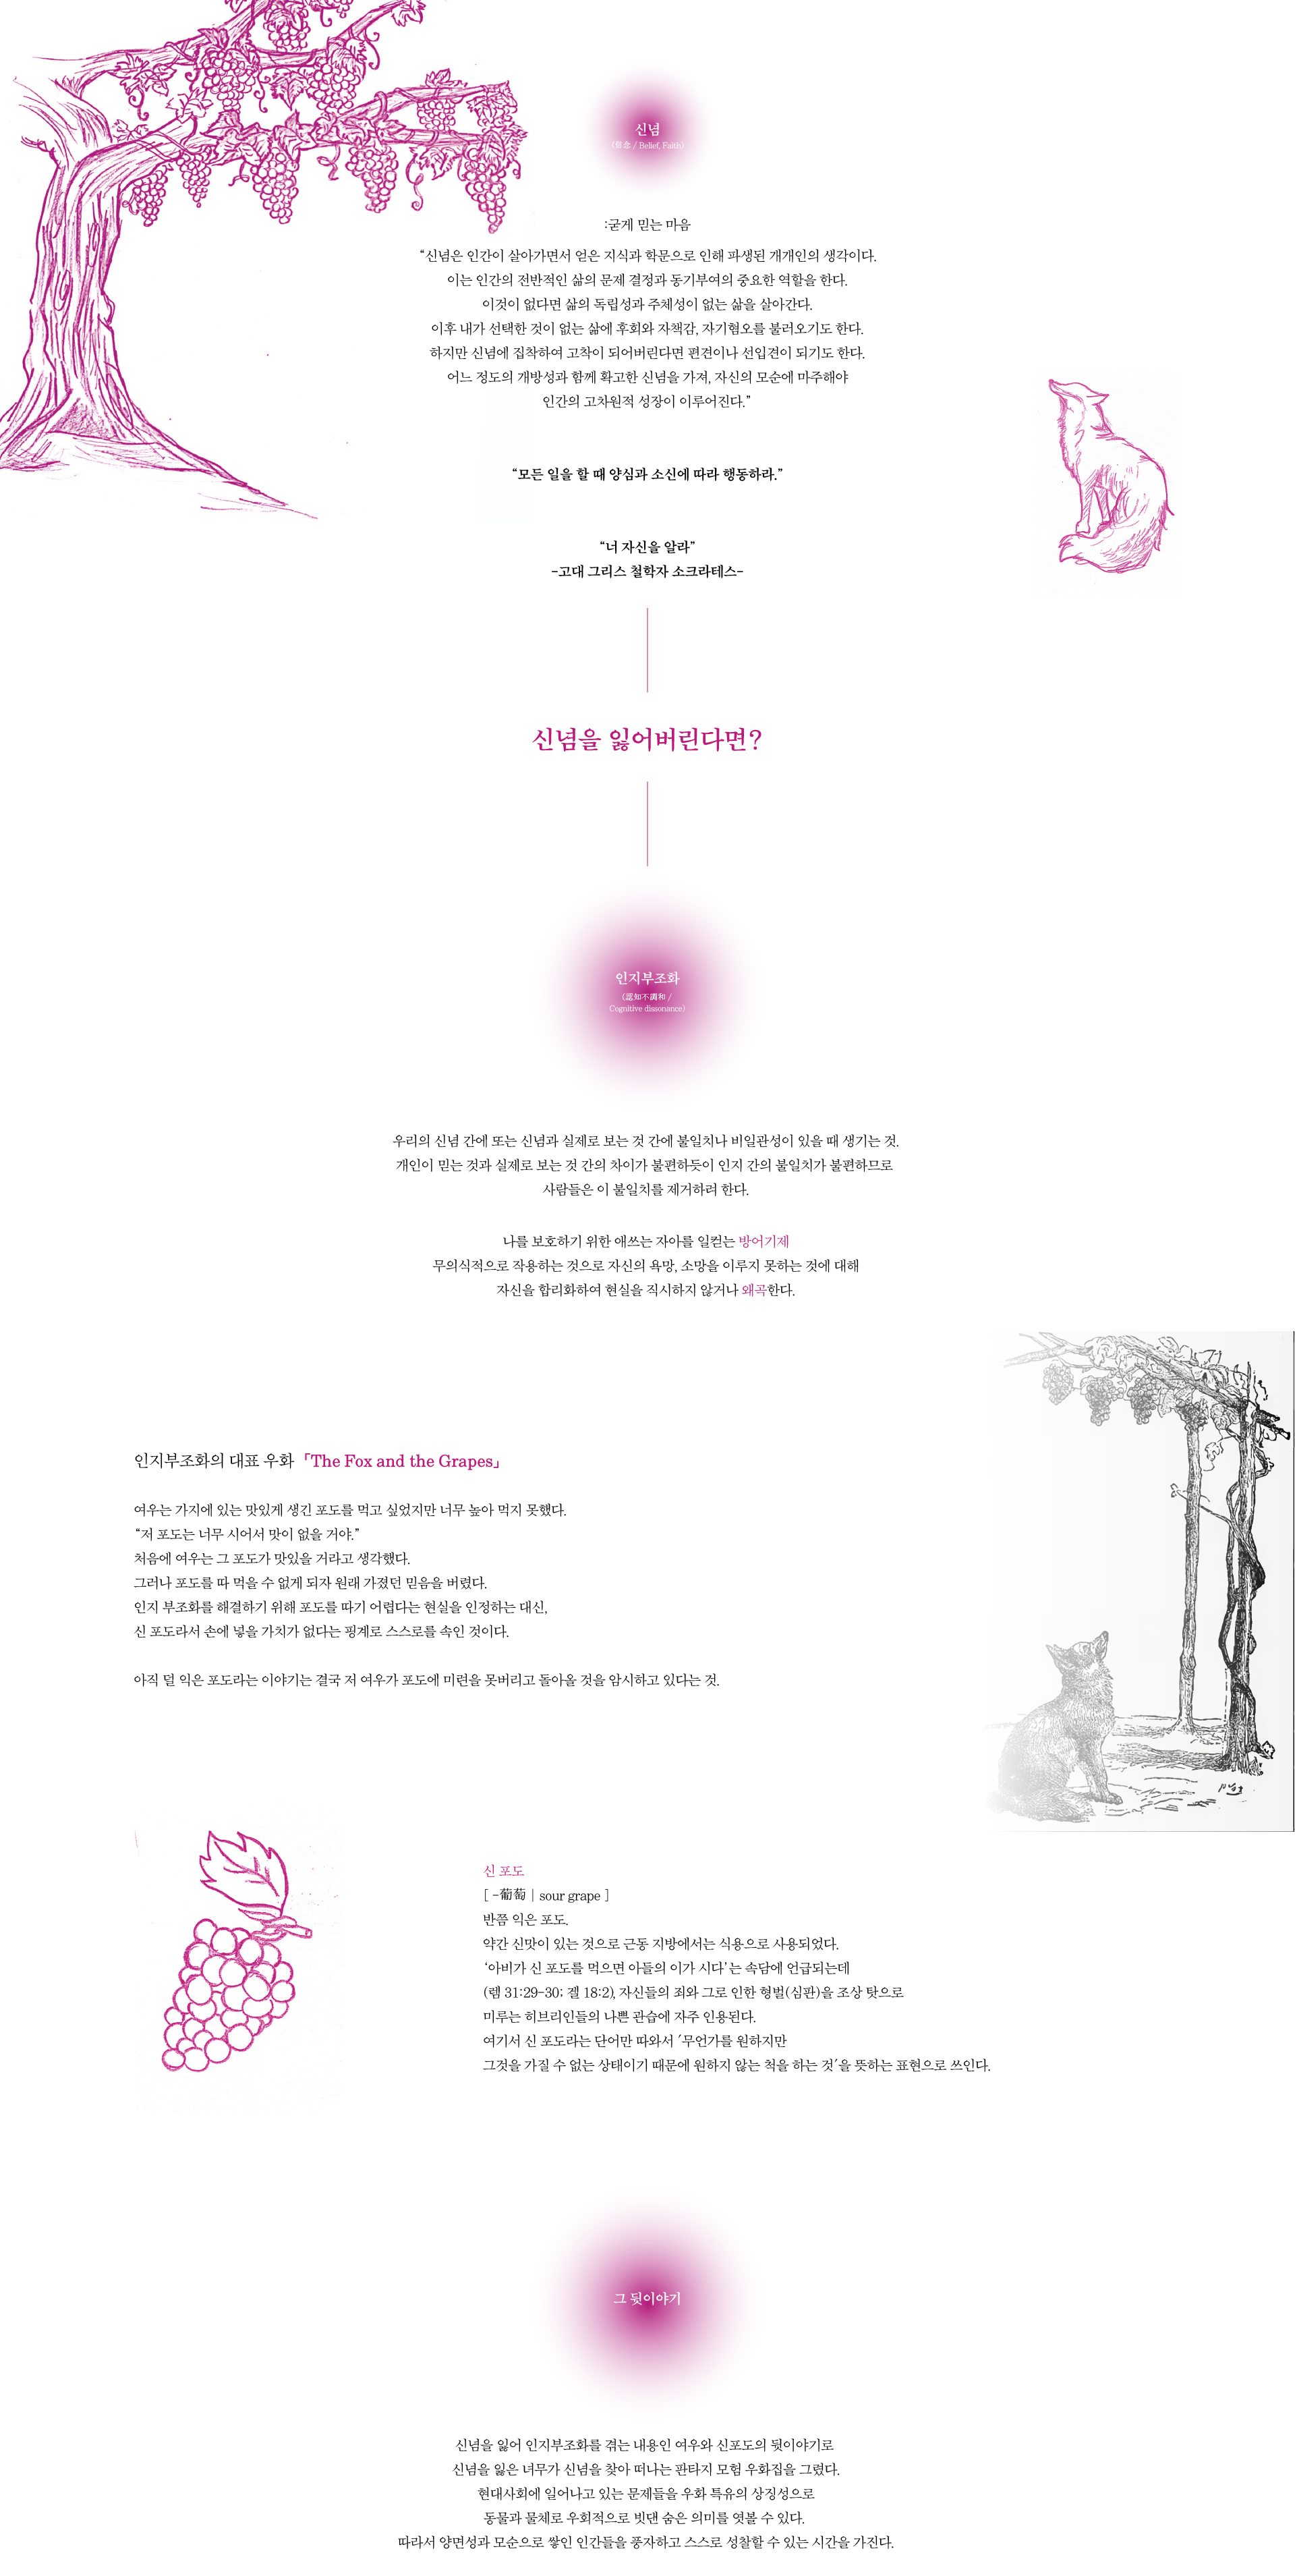 신념
(信念 / Belief, Faith)
:굳게 믿는 마음
“신념은 인간이 살아가면서 얻은 지식과 학문으로 인해 파생된 개개인의 생각이다.
이는 인간의 전반적인 삶의 문제 결정과 동기부여의 중요한 역할을 한다.
이것이 없다면 삶의 독립성과 주체성이 없는 삶을 살아간다.
이후 내가 선택한 것이 없는 삶에 후회와 자책감, 자기혐오를 불러오기도 한다.
하지만 신념에 집착하여 고착이 되어버린다면 편견이나 선입견이 되기도 한다.
어느 정도의 개방성과 함께 확고한 신념을 가져, 자신의 모순에 마주해야
인간의 고차원적 성장이 이루어진다.”
“모든 일을 할 때 양심과 소신에 따라 행동하라.”
“너 자신을 알라”
-고대 그리스 철학자 소크라테스-
신념을 잃어버린다면?
인지부조화
(認知不調和 /
Cognitive dissonance)
우리의 신념 간에 또는 신념과 실제로 보는 것 간에 불일치나 비일관성이 있을 때 생기는 것.
개인이 믿는 것과 실제로 보는 것 간의 차이가 불편하듯이 인지 간의 불일치가 불편하므로
사람들은 이 불일치를 제거하려 한다.
나를 보호하기 위한 애쓰는 자아를 일컫는 방어기제
무의식적으로 작용하는 것으로 자신의 욕망, 소망을 이루지 못하는 것에 대해
자신을 합리화하여 현실을 직시하지 않거나 왜곡한다.
인지부조화의 대표 우화 「The Fox and the Grapes」
여우는 가지에 있는 맛있게 생긴 포도를 먹고 싶었지만 너무 높아 먹지 못했다.
“저 포도는 너무 시어서 맛이 없을 거야.”
처음에 여우는 그 포도가 맛있을 거라고 생각했다.
그러나 포도를 따 먹을 수 없게 되자 원래 가졌던 믿음을 버렸다.
인지 부조화를 해결하기 위해 포도를 따기 어렵다는 현실을 인정하는 대신,
신 포도라서 손에 넣을 가치가 없다는 핑계로 스스로를 속인 것이다.
아직 덜 익은 포도라는 이야기는 결국 저 여우가 포도에 미련을 못버리고 돌아올 것을 암시하고 있다는 것.
신 포도
[ -葡萄 | sour grape ]
반쯤 익은 포도.
약간 신맛이 있는 것으로 근동 지방에서는 식용으로 사용되었다.
‘아비가 신 포도를 먹으면 아들의 이가 시다’는 속담에 언급되는데
(렘 31:29-30; 겔 18:2), 자신들의 죄와 그로 인한 형벌(심판)을 조상 탓으로
미루는 히브리인들의 나쁜 관습에 자주 인용된다.
여기서 신 포도라는 단어만 따와서 '무언가를 원하지만
그것을 가질 수 없는 상태이기 때문에 원하지 않는 척을 하는 것'을 뜻하는 표현으로 쓰인다.
그 뒷이야기
신념을 잃어 인지부조화를 겪는 내용인 여우와 신포도의 뒷이야기로
신념을 잃은 녀무가 신념을 찾아 떠나는 판타지 모험 우화집을 그렸다.
현대사회에 일어나고 있는 문제들을 우화 특유의 상징성으로
동물과 물체로 우회적으로 빗댄 숨은 의미를 엿볼 수 있다.
따라서 양면성과 모순으로 쌓인 인간들을 풍자하고 스스로 성찰할 수 있는 시간을 가진다.